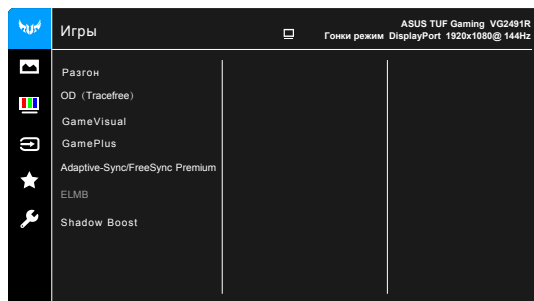 Игры
ASUS TUF Gaming VG2491R
Гонки режим DisplayPort 1920x1080@ 144Hz
Разгон
OD（Tracefree）
GameVisual
GamePlus
Adaptive-Sync/FreeSync Premium
ELMB
Shadow Boost